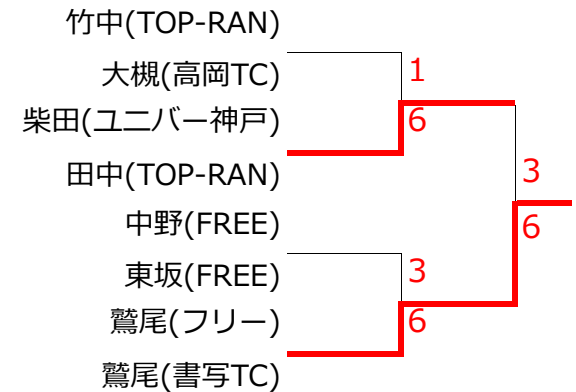 竹中(TOP-RAN)
大槻(高岡TC)
1
柴田(ユニバー神戸)
6
田中(TOP-RAN)
3
中野(FREE)
6
東坂(FREE)
3
鷲尾(フリー)
6
鷲尾(書写TC)